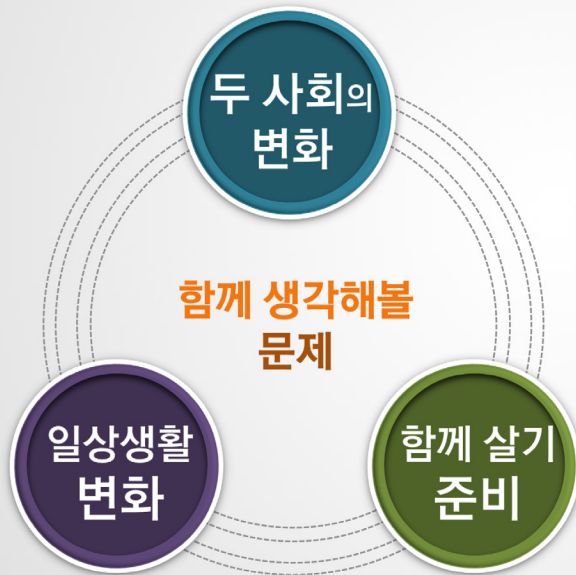 두 사회의
변화
함께 생각해볼
문제
일상생활
변화
함께 살기
준비